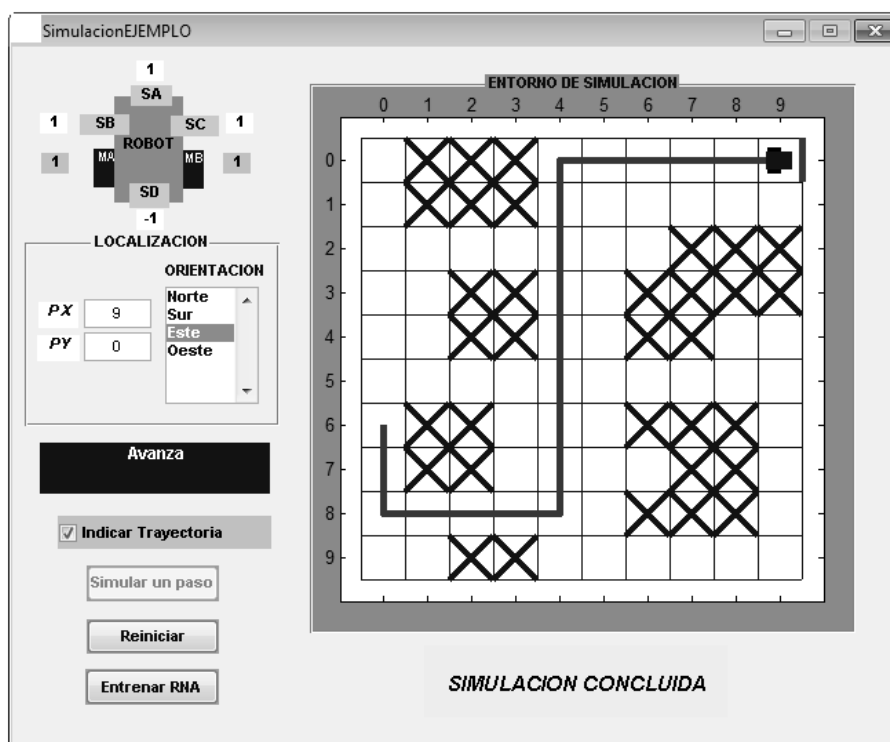 SimulacionEJEMPLO
1
SA
1 SB SC 1
ROBOT
1 MA MB 1
SD
-1
LOCALIZACION
ORIENTACION
PX 9
PY 0
Norte
Sur
Este
Oeste
Avanza
Indicar Trayectoria
Simular un paso
Reiniciar
Entrenar RNA
ENTORNO DE SIMULACION
0 1 2 3 4 5 6 7 8 9
0
1
2
3
4
5
6
7
8
9
SIMULACION CONCLUIDA